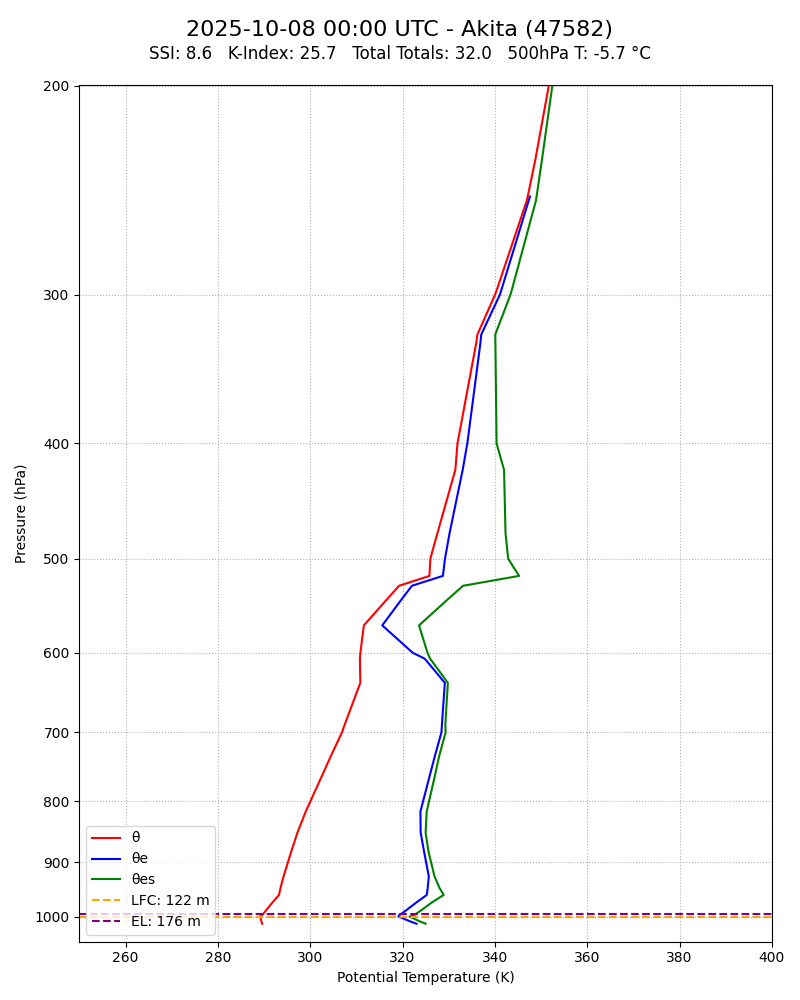 2025-10-08 00:00 UTC - Akita (47582)
SSI: 8.6   K-Index: 25.7   Total Totals: 32.0   500hPa T: -5.7 °C
200
300
400
500
600
700
800
900
1000
Pressure (hPa)
θ
θe
θes
LFC: 122 m
EL: 176 m
260 280 300 320 340 360 380 400
Potential Temperature (K)